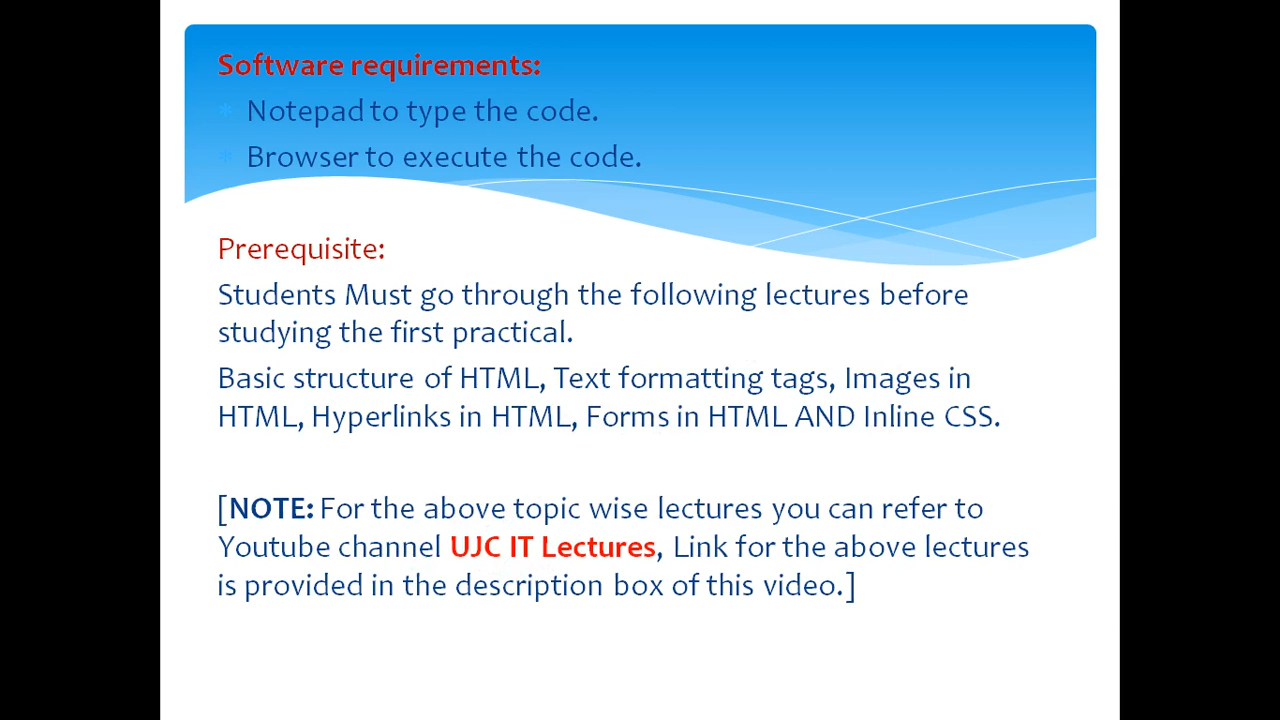 Software requirements:
* Notepad to type the code.
* Browser to execute the code.
Prerequisite:
Students Must go through the following lectures before
studying the first practical.
Basic structure of HTML, Text formatting tags, Images in
HTML, Hyperlinks in HTML, Forms in HTML AND Inline CSS.
[NOTE: For the above topic wise lectures you can refer to
Youtube channel UJC IT Lectures, Link for the above lectures
is provided in the description box of this video.]